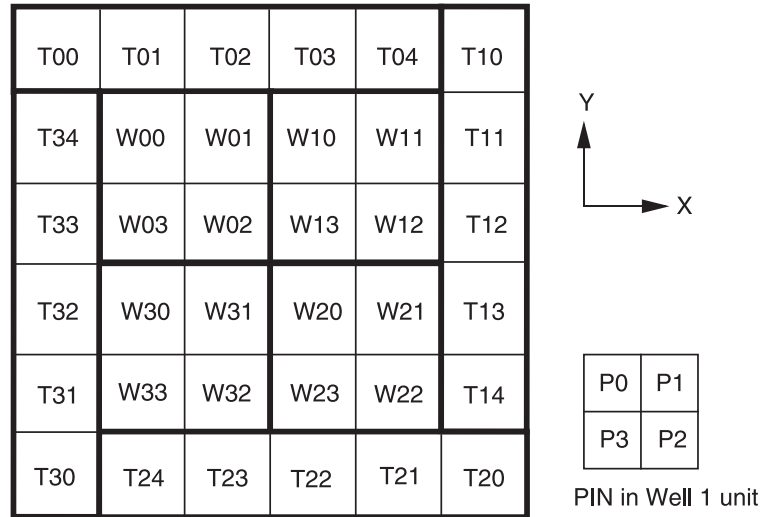 T00 T01 T02 T03 T04 T10
T34 W00 W01 W10 W11 T11
T33 W03 W02 W13 W12 T12
T32 W30 W31 W20 W21 T13
T31 W33 W32 W23 W22 T14
T30 T24 T23 T22 T21 T20
Y
X
P0 P1
P3 P2
PIN in Well 1 unit